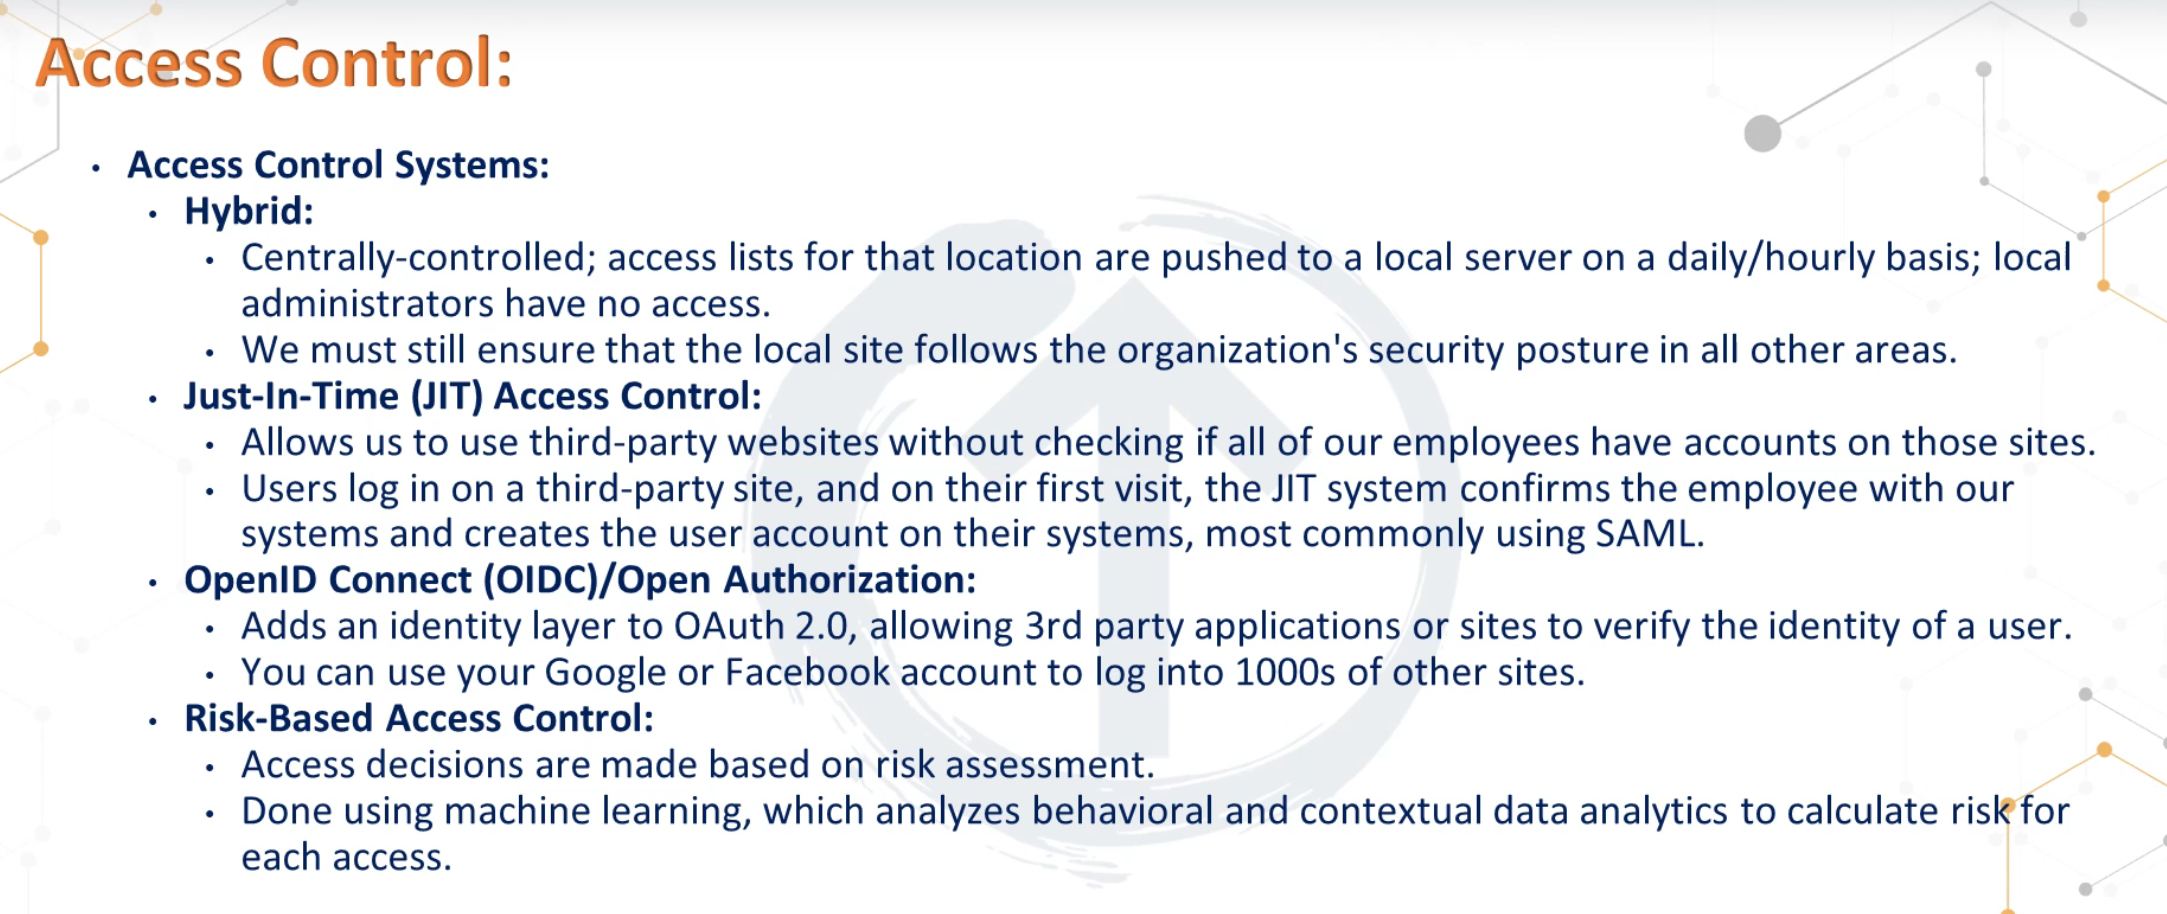 Access Control:
• Access Control Systems:
• Hybrid:
• Centrally-controlled; access lists for that location are pushed to a local server on a daily/hourly basis; local
administrators have no access.
• We must still ensure that the local site follows the organization's security posture in all other areas.
• Just-In-Time (JIT) Access Control:
• Allows us to use third-party websites without checking if all of our employees have accounts on those sites.
• Users log in on a third-party site, and on their first visit, the JIT system confirms the employee with our
systems and creates the user account on their systems, most commonly using SAML.
• OpenID Connect (OIDC)/Open Authorization:
• Adds an identity layer to OAuth 2.0, allowing 3rd party applications or sites to verify the identity of a user.
• You can use your Google or Facebook account to log into 1000s of other sites.
• Risk-Based Access Control:
• Access decisions are made based on risk assessment.
• Done using machine learning, which analyzes behavioral and contextual data analytics to calculate risk for
each access.